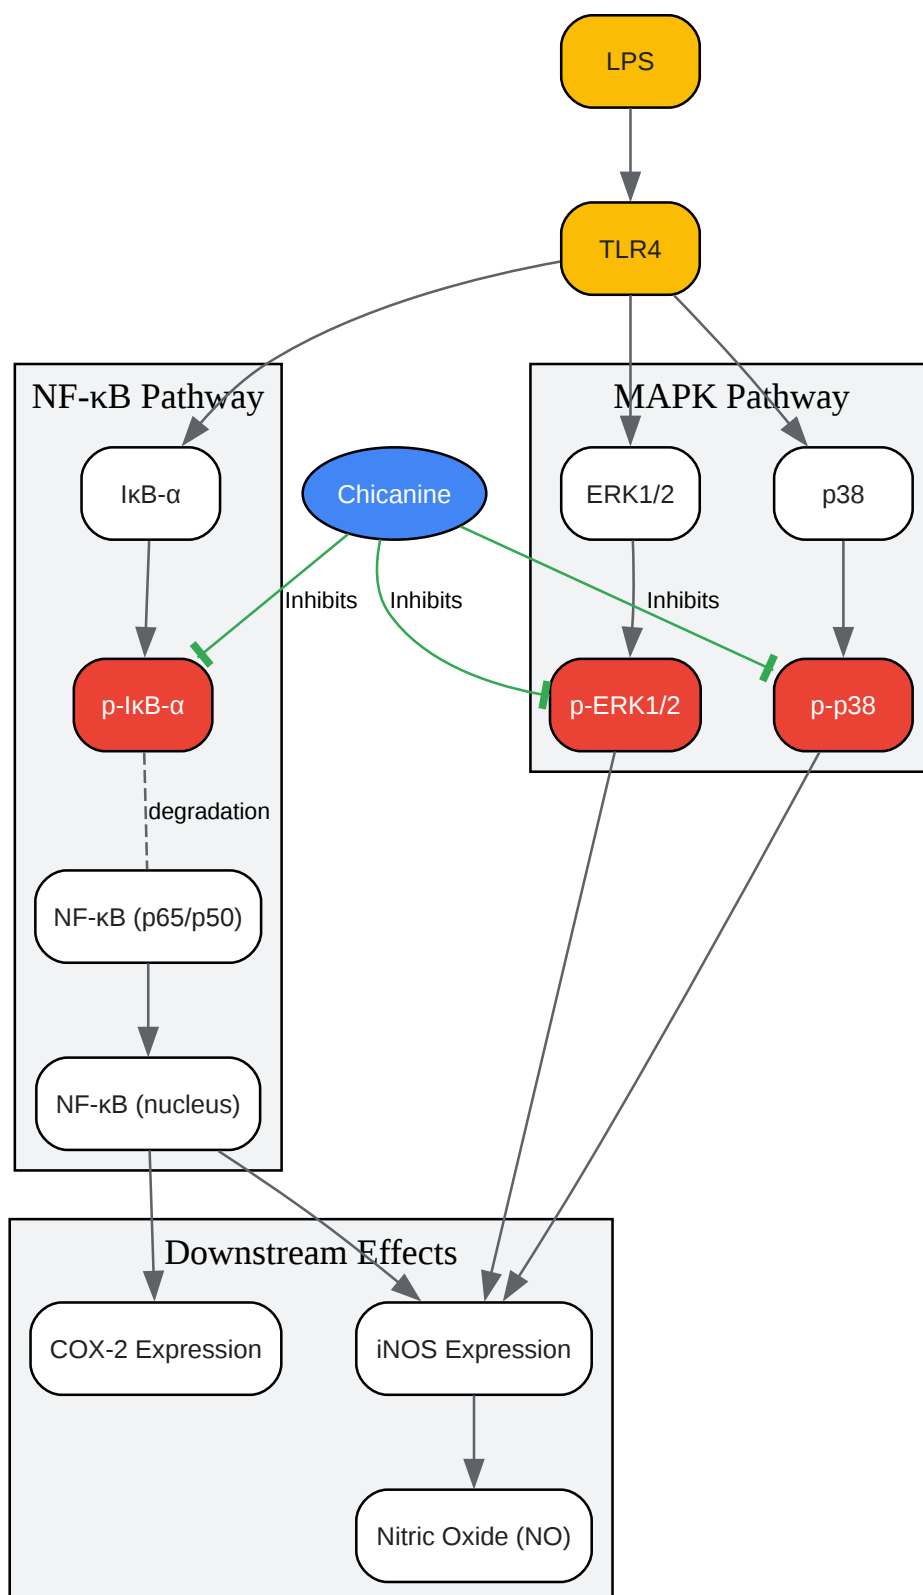 LPS
TLR4
NF-κB Pathway
MAPK Pathway
IκB-α
Chicanine
ERK1/2
p38
Inhibits
Inhibits
Inhibits
p-IκB-α
p-ERK1/2
p-p38
degradation
NF-κB (p65/p50)
NF-κB (nucleus)
Downstream Effects
COX-2 Expression
iNOS Expression
Nitric Oxide (NO)